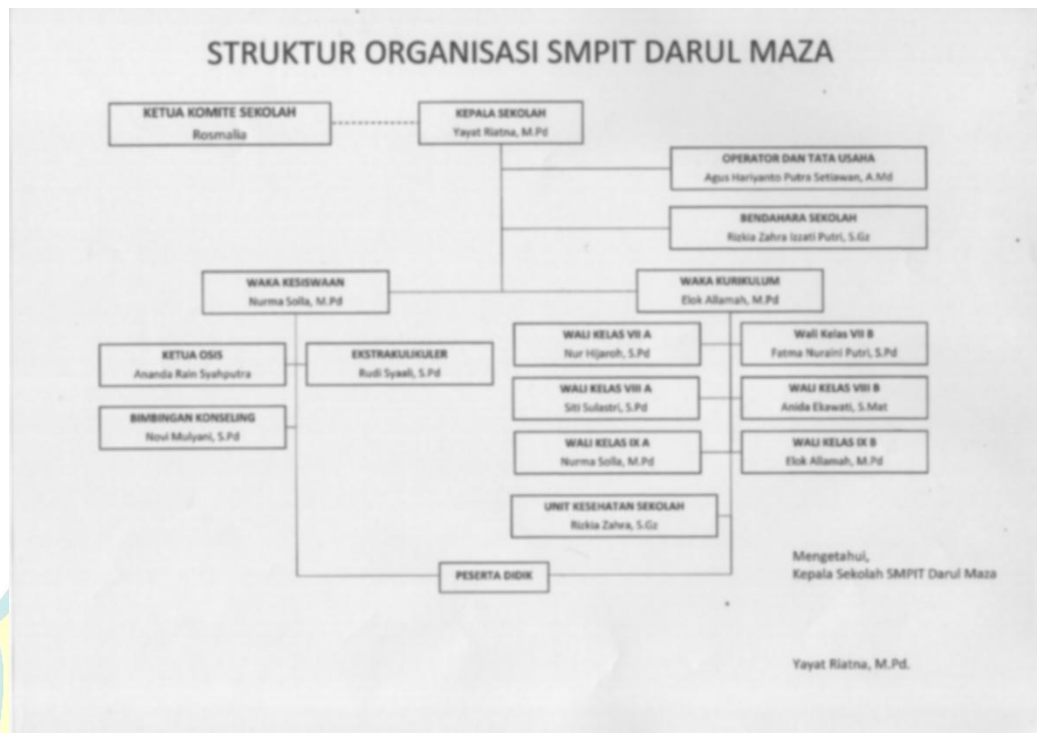 STRUKTUR ORGANISASI SMPIT DARUL MAZA
KETUA KOMITE SEKOLAH
Rosmalia
KEPALA SEKOLAH
Yayat Riatna, M.Pd
OPERATOR DAN TATA USAHA
Agus Hariyanto Putra Setiawan, A.Md
BENDAHARA SEKOLAH
Rizkia Zahra Izzati Putri, S.Gz
WAKA KESISWAAN
Nurma Solla, M.Pd
WAKA KURIKULUM
Elok Allamah, M.Pd
KETUA OSIS
Ananda Rain Syahputra
EKSTRAKULIKULER
Rudi Syaali, S.Pd
BIMBINGAN KONSELING
Novi Mulyani, S.Pd
WALI KELAS VII A
Nur Hijaroh, S.Pd
Wali Kelas VII B
Fatma Nuraini Putri, S.Pd
WALI KELAS VIII A
Siti Sulastri, S.Pd
WALI KELAS VIII B
Anida Ekawati, S.Mat
WALI KELAS IX A
Nurma Solla, M.Pd
WALI KELAS IX B
Elok Allamah, M.Pd
UNIT KESEHATAN SEKOLAH
Rizkia Zahra, S.Gz
PESERTA DIDIK
Mengetahui,
Kepala Sekolah SMPIT Darul Maza
Yayat Riatna, M.Pd.